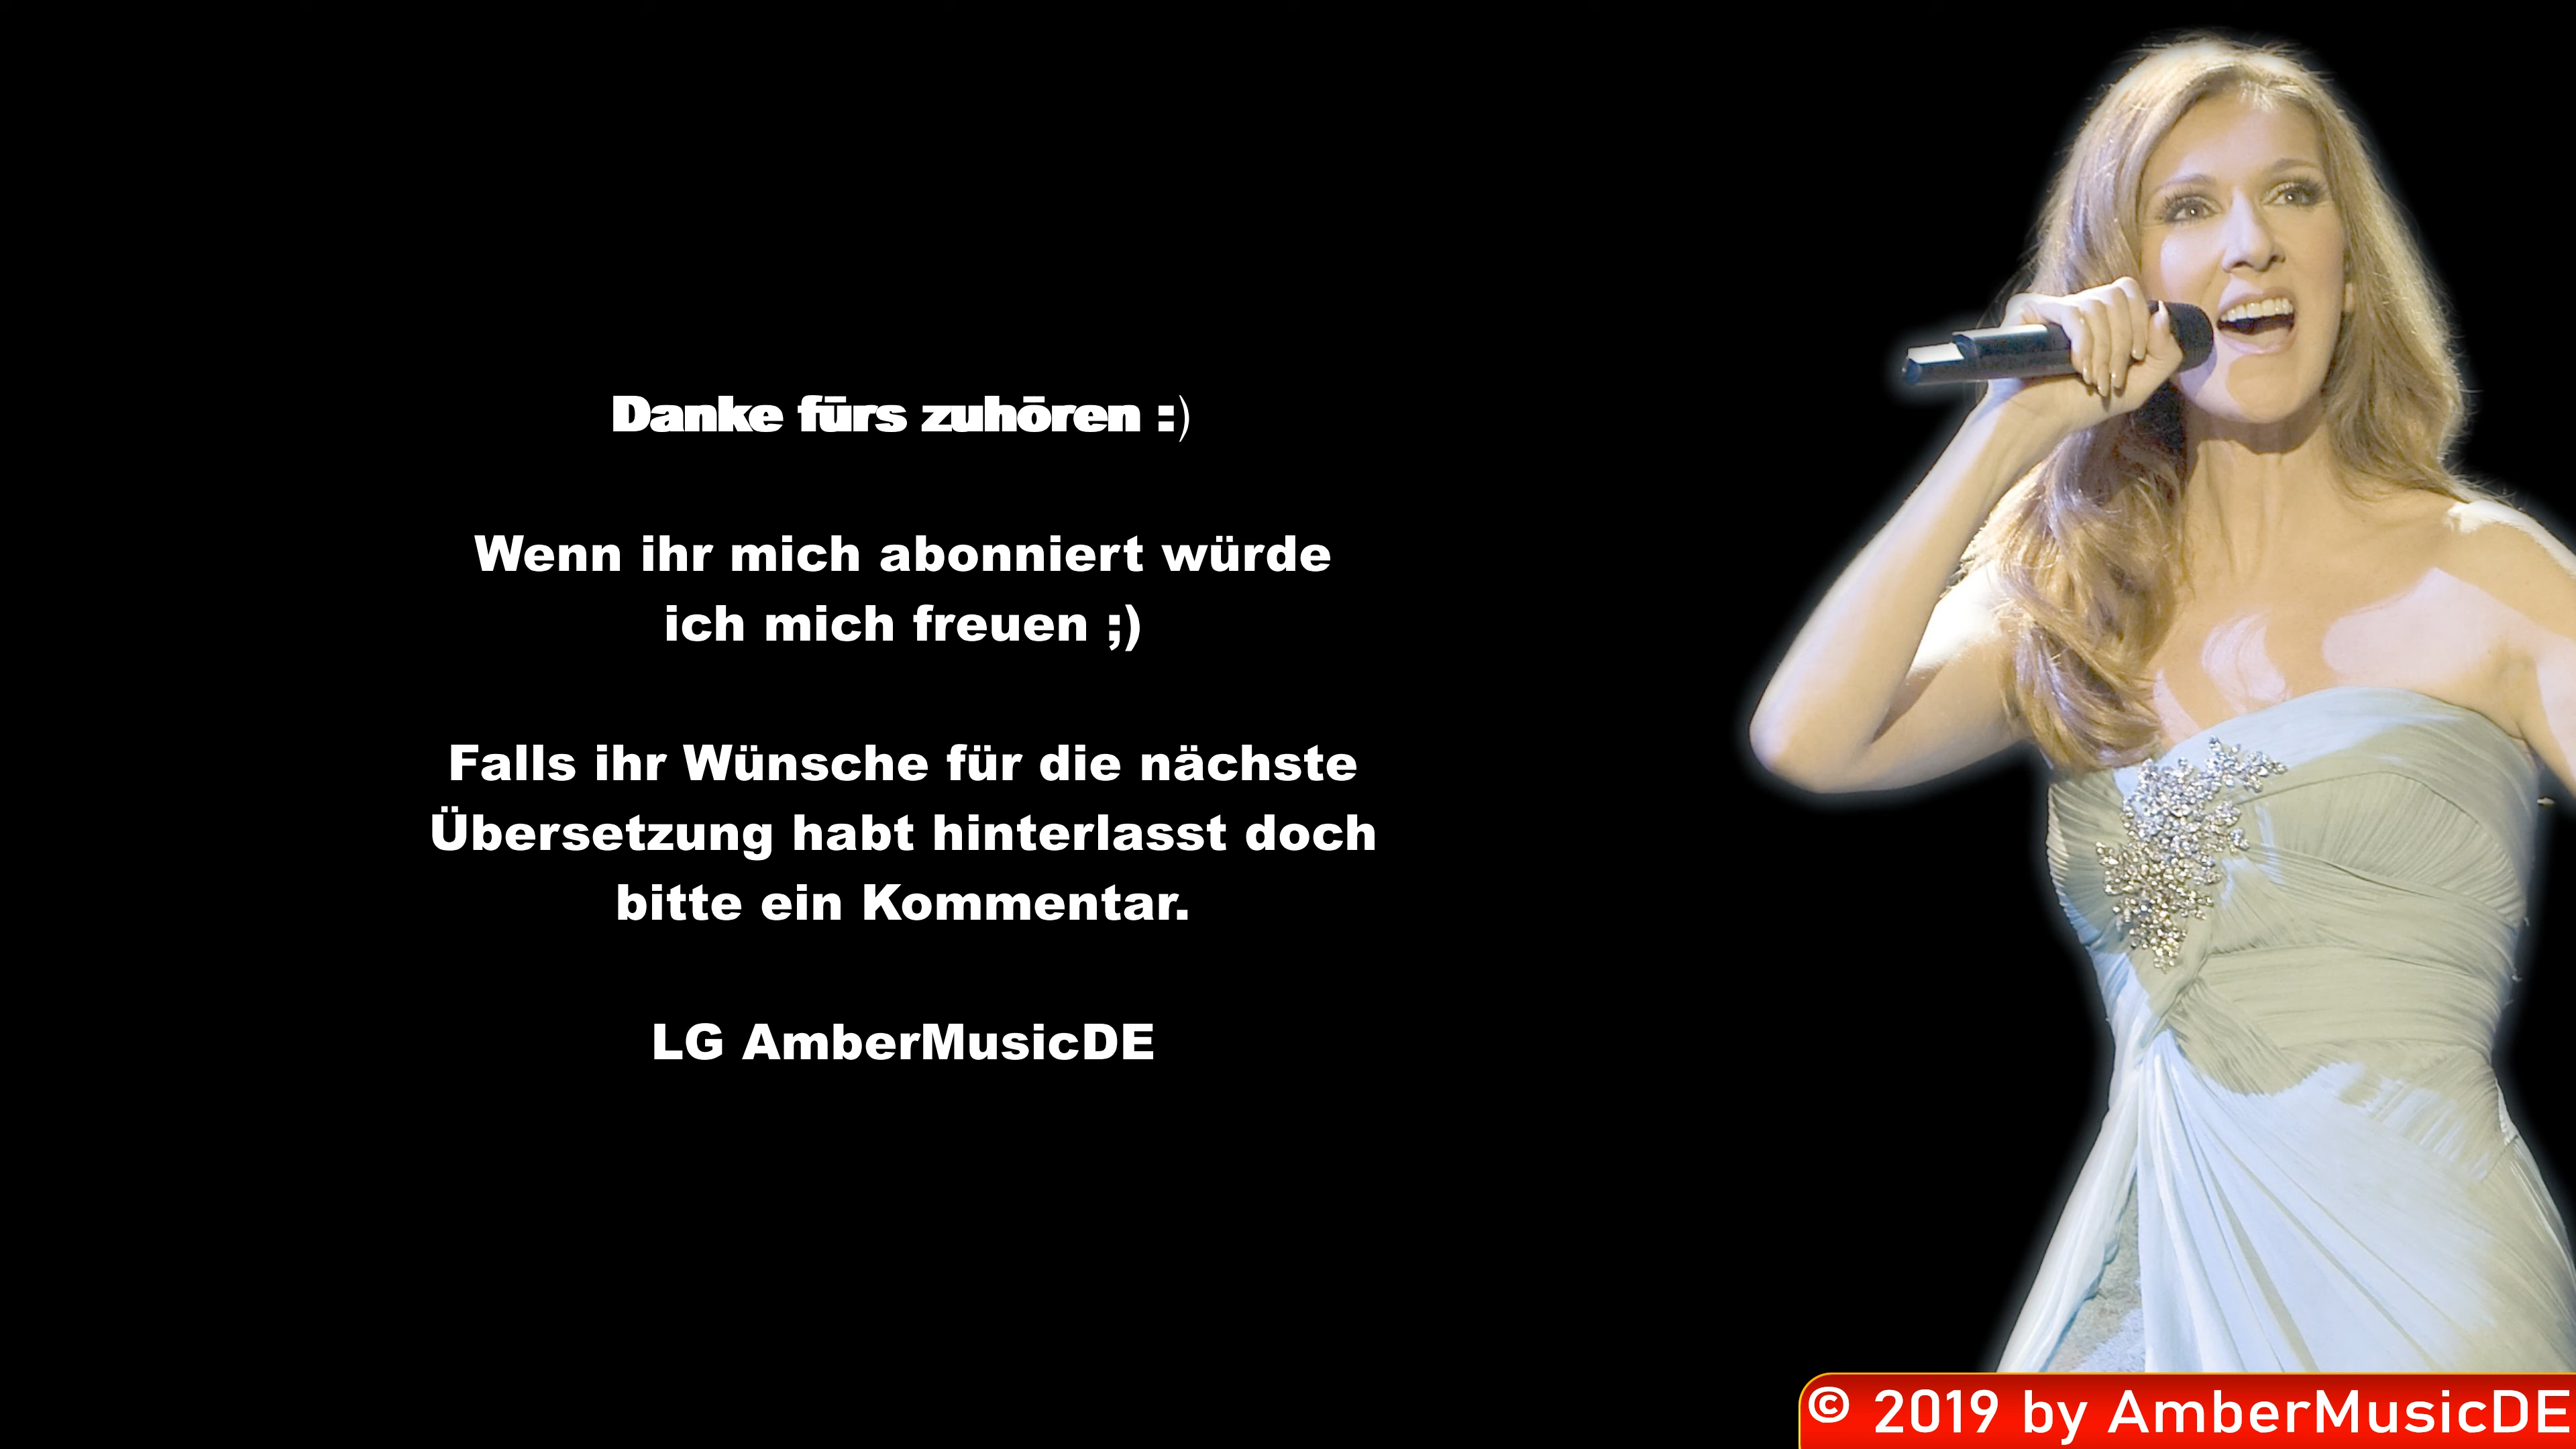 Danke fürs zuhören :)
Wenn ihr mich abonniert würde
ich mich freuen ;)
Falls ihr Wünsche für die nächste
Übersetzung habt hinterlasst doch
bitte ein Kommentar.
LG AmberMusicDE
© 2019 by AmberMusicDE